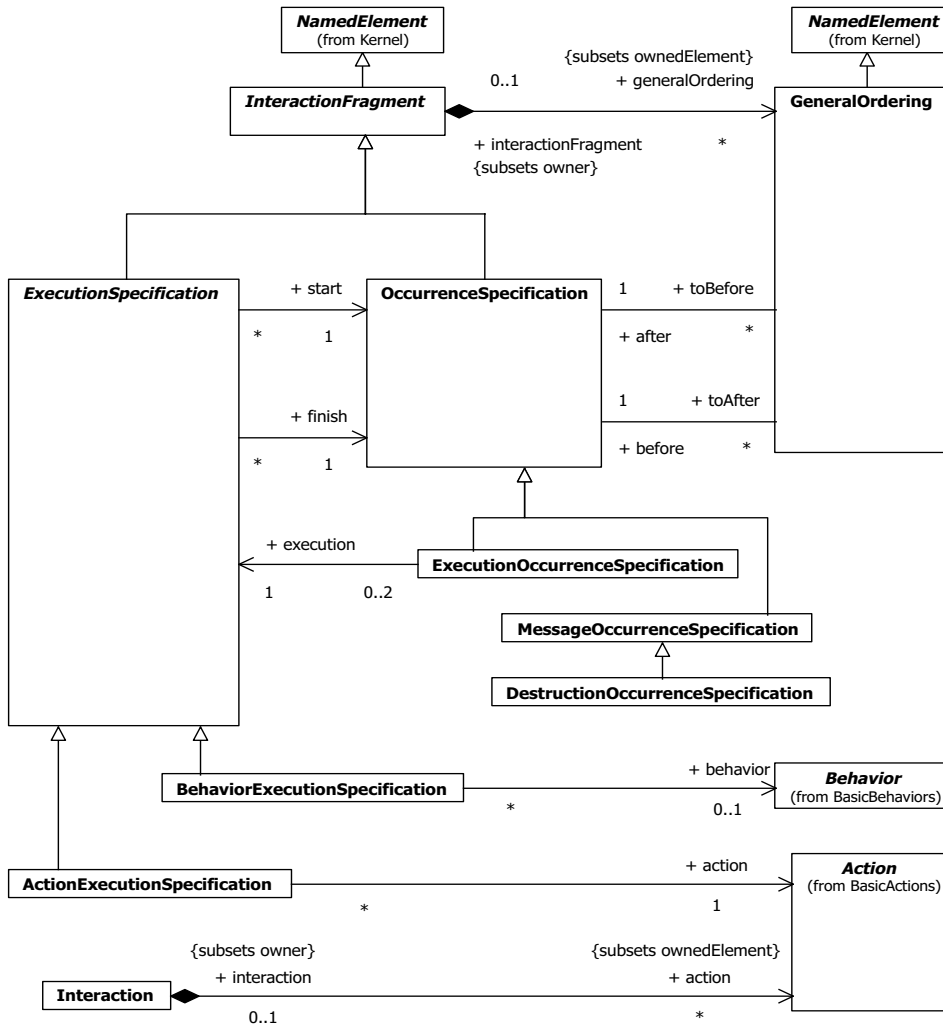 NamedElement
(from Kernel)
NamedElement
(from Kernel)
{subsets ownedElement}
0..1
+ generalOrdering
InteractionFragment
GeneralOrdering
+ interactionFragment
*
{subsets owner}
ExecutionSpecification
+ start
OccurrenceSpecification
1
+ toBefore
*
1
+ after
*
+ finish
1
+ toAfter
*
1
+ before
*
+ execution
ExecutionOccurrenceSpecification
1
0..2
MessageOccurrenceSpecification
DestructionOccurrenceSpecification
+ behavior
Behavior
(from BasicBehaviors)
BehaviorExecutionSpecification
*
0..1
+ action
Action
(from BasicActions)
ActionExecutionSpecification
*
1
{subsets owner}
{subsets ownedElement}
+ interaction
+ action
Interaction
0..1
*